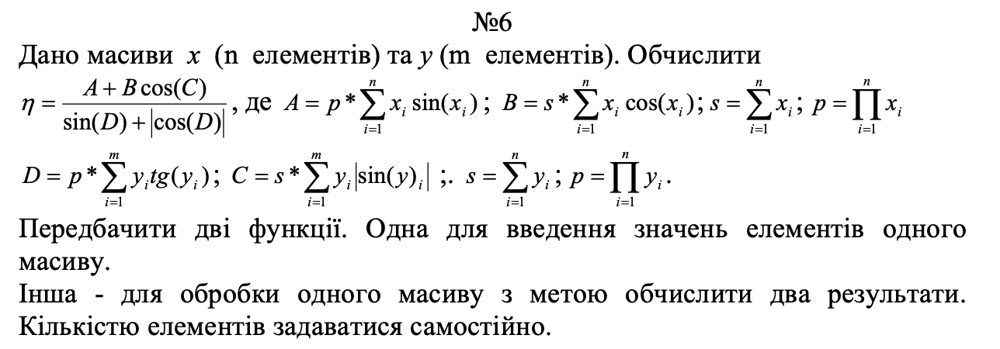 №6
Дано масиви x (n елементів) та y (m елементів). Обчислити
η = \frac{A + B cos(C)}{sin(D) + |cos(D)|}, де A = p * \sum_{i=1}^{n} x_i sin(x_i); B = s * \sum_{i=1}^{n} x_i cos(x_i); s = \sum_{i=1}^{n} x_i; p = \prod_{i=1}^{n} x_i
D = p * \sum_{i=1}^{m} y_i tg(y_i); C = s * \sum_{i=1}^{m} y_i |sin(y)_i| ;. s = \sum_{i=1}^{n} y_i; p = \prod_{i=1}^{n} y_i.
Передбачити дві функції. Одна для введення значень елементів одного
масиву.
Інша - для обробки одного масиву з метою обчислити два результати.
Кількістю елементів задаватися самостійно.